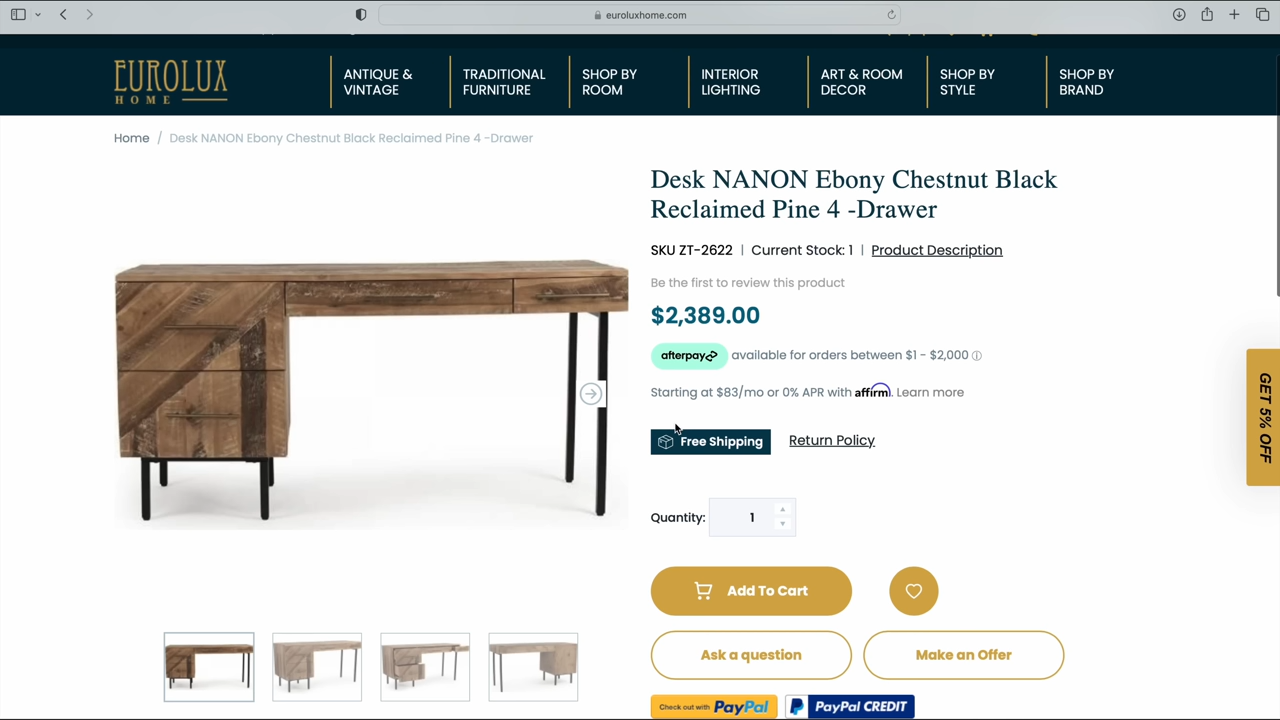 euroluxhome.com
EUROLUX
HOME
ANTIQUE &
VINTAGE
TRADITIONAL
FURNITURE
SHOP BY
ROOM
INTERIOR
LIGHTING
ART & ROOM
DECOR
SHOP BY
STYLE
SHOP BY
BRAND
Home / Desk NANON Ebony Chestnut Black Reclaimed Pine 4 -Drawer
Desk NANON Ebony Chestnut Black
Reclaimed Pine 4 -Drawer
SKU ZT-2622 | Current Stock: 1 | Product Description
Be the first to review this product
$2,389.00
afterpay available for orders between $1 - $2,000
Starting at $83/mo or 0% APR with affirm. Learn more
Free Shipping Return Policy
Quantity: 1
Add To Cart
Ask a question Make an Offer
Check out with PayPal PayPal CREDIT
GET 5% OFF